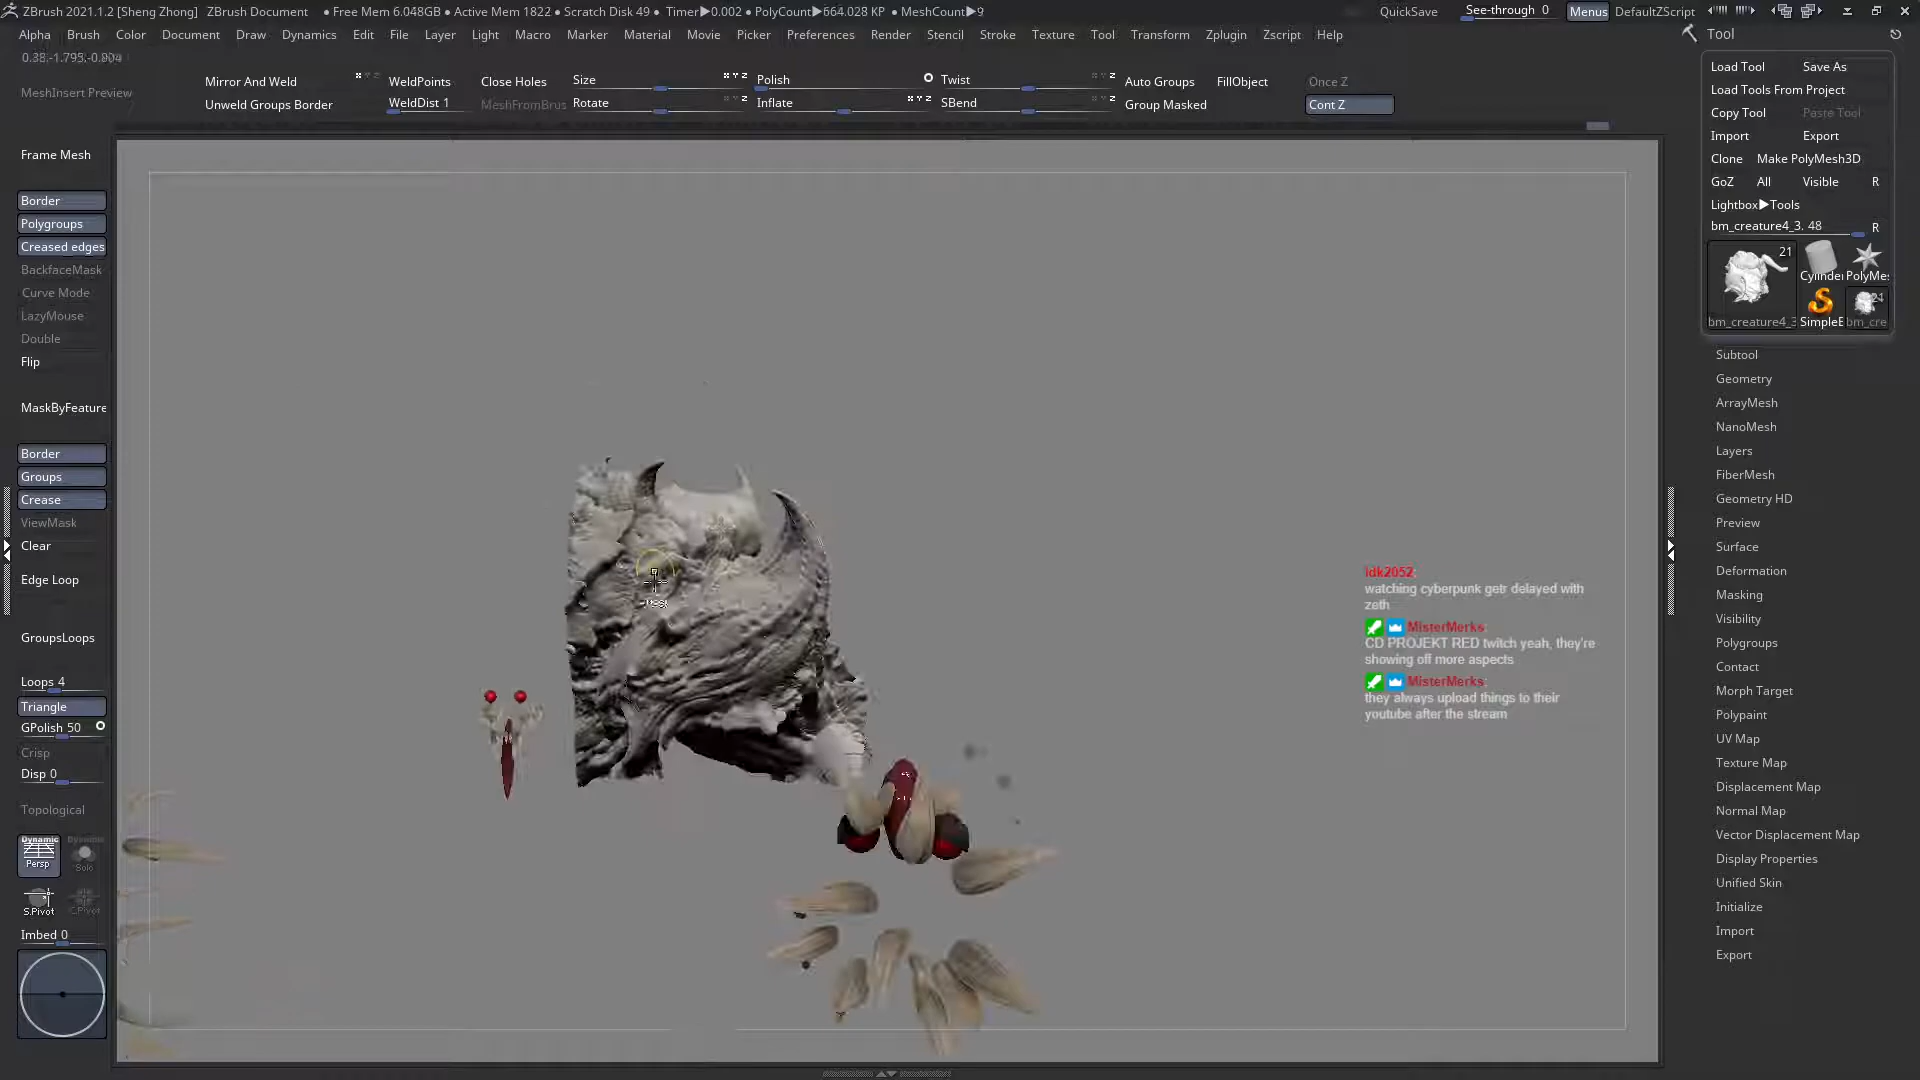 ZBrush 2021.1.2 [Sheng Zhong] ZBrush Document • Free Mem 6.048GB • Active Mem 1822 • Scratch Disk 49 • Timer▶0.002 • PolyCount▶664.028 KP • MeshCount▶9 QuickSave See-through 0 Menus DefaultZScript
Alpha Brush Color Document Draw Dynamics Edit File Layer Light Macro Marker Material Movie Picker Preferences Render Stencil Stroke Texture Tool Transform Zplugin Zscript Help
MeshInsert Preview
Mirror And Weld WeldPoints Close Holes Size Polish Twist Auto Groups FillObject Once Z
Unweld Groups Border WeldDist 1 MeshFromBrus Rotate Inflate SBend Group Masked Cont Z
Frame Mesh
Border
Polygroups
Creased edges
BackfaceMask
Curve Mode
LazyMouse
Double
Flip
MaskByFeature
Border
Groups
Crease
ViewMask
Clear
Edge Loop
GroupsLoops
Loops 4
Triangle
GPolish 50
Crisp
Disp 0
Topological
Dynamic Dynamic
Persp Solo
S.Pivot C.Pivot
Imbed 0
idk2052:
watching cyberpunk getr delayed with
zeth
MisterMerks:
CD PROJEKT RED twitch yeah, they're
showing off more aspects
MisterMerks:
they always upload things to their
youtube after the stream
Tool
Load Tool Save As
Load Tools From Project
Copy Tool Paste Tool
Import Export
Clone Make PolyMesh3D
GoZ All Visible R
Lightbox▶Tools
bm_creature4_3. 48 R
21
Cylinder PolyMes
21
bm_creature4_3 SimpleB bm_cre
Subtool
Geometry
ArrayMesh
NanoMesh
Layers
FiberMesh
Geometry HD
Preview
Surface
Deformation
Masking
Visibility
Polygroups
Contact
Morph Target
Polypaint
UV Map
Texture Map
Displacement Map
Normal Map
Vector Displacement Map
Display Properties
Unified Skin
Initialize
Import
Export